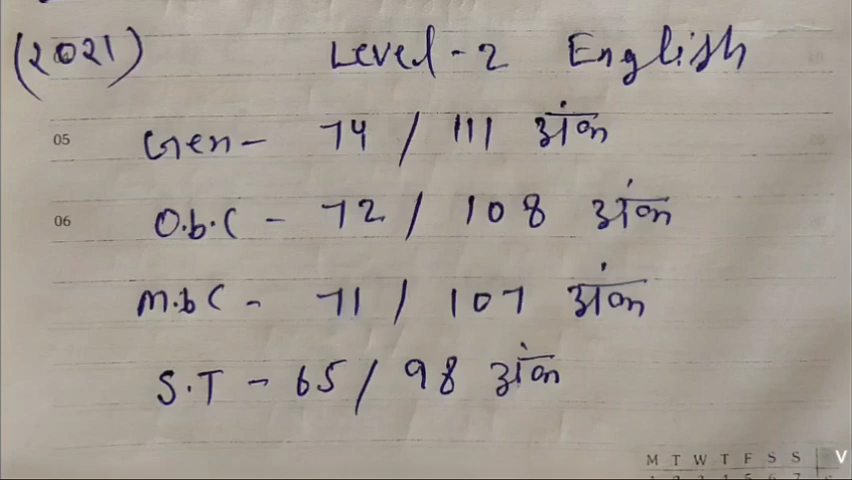 (2021) Level-2 English
05 Gen- 74 / 111 अंक
06 O.b.C - 72 / 108 अंक
M.b C - 71 / 107 अंक
S.T - 65 / 98 अंक
M T W T F S S V